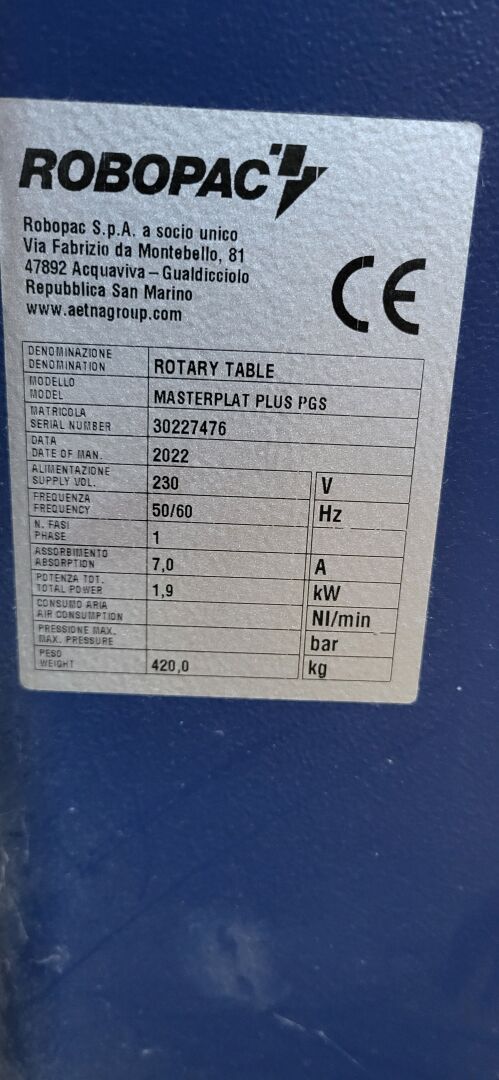 ROBOPAC
Robopac S.p.A. a socio unico
Via Fabrizio da Montebello, 81
47892 Acquaviva – Gualdicciolo
Repubblica San Marino
www.aetnagroup.com
CE
DENOMINAZIONE
DENOMINATION ROTARY TABLE
MODELLO
MODEL MASTERPLAT PLUS PGS
MATRICOLA
SERIAL NUMBER 30227476
DATA
DATE OF MAN. 2022
ALIMENTAZIONE
SUPPLY VOL. 230 V
FREQUENZA
FREQUENCY 50/60 Hz
N. FASI
PHASE 1
ASSORBIMENTO
ABSORPTION 7,0 A
POTENZA TOT.
TOTAL POWER 1,9 kW
CONSUMO ARIA
AIR CONSUMPTION Nl/min
PRESSIONE MAX.
MAX. PRESSURE bar
PESO
WEIGHT 420,0 kg